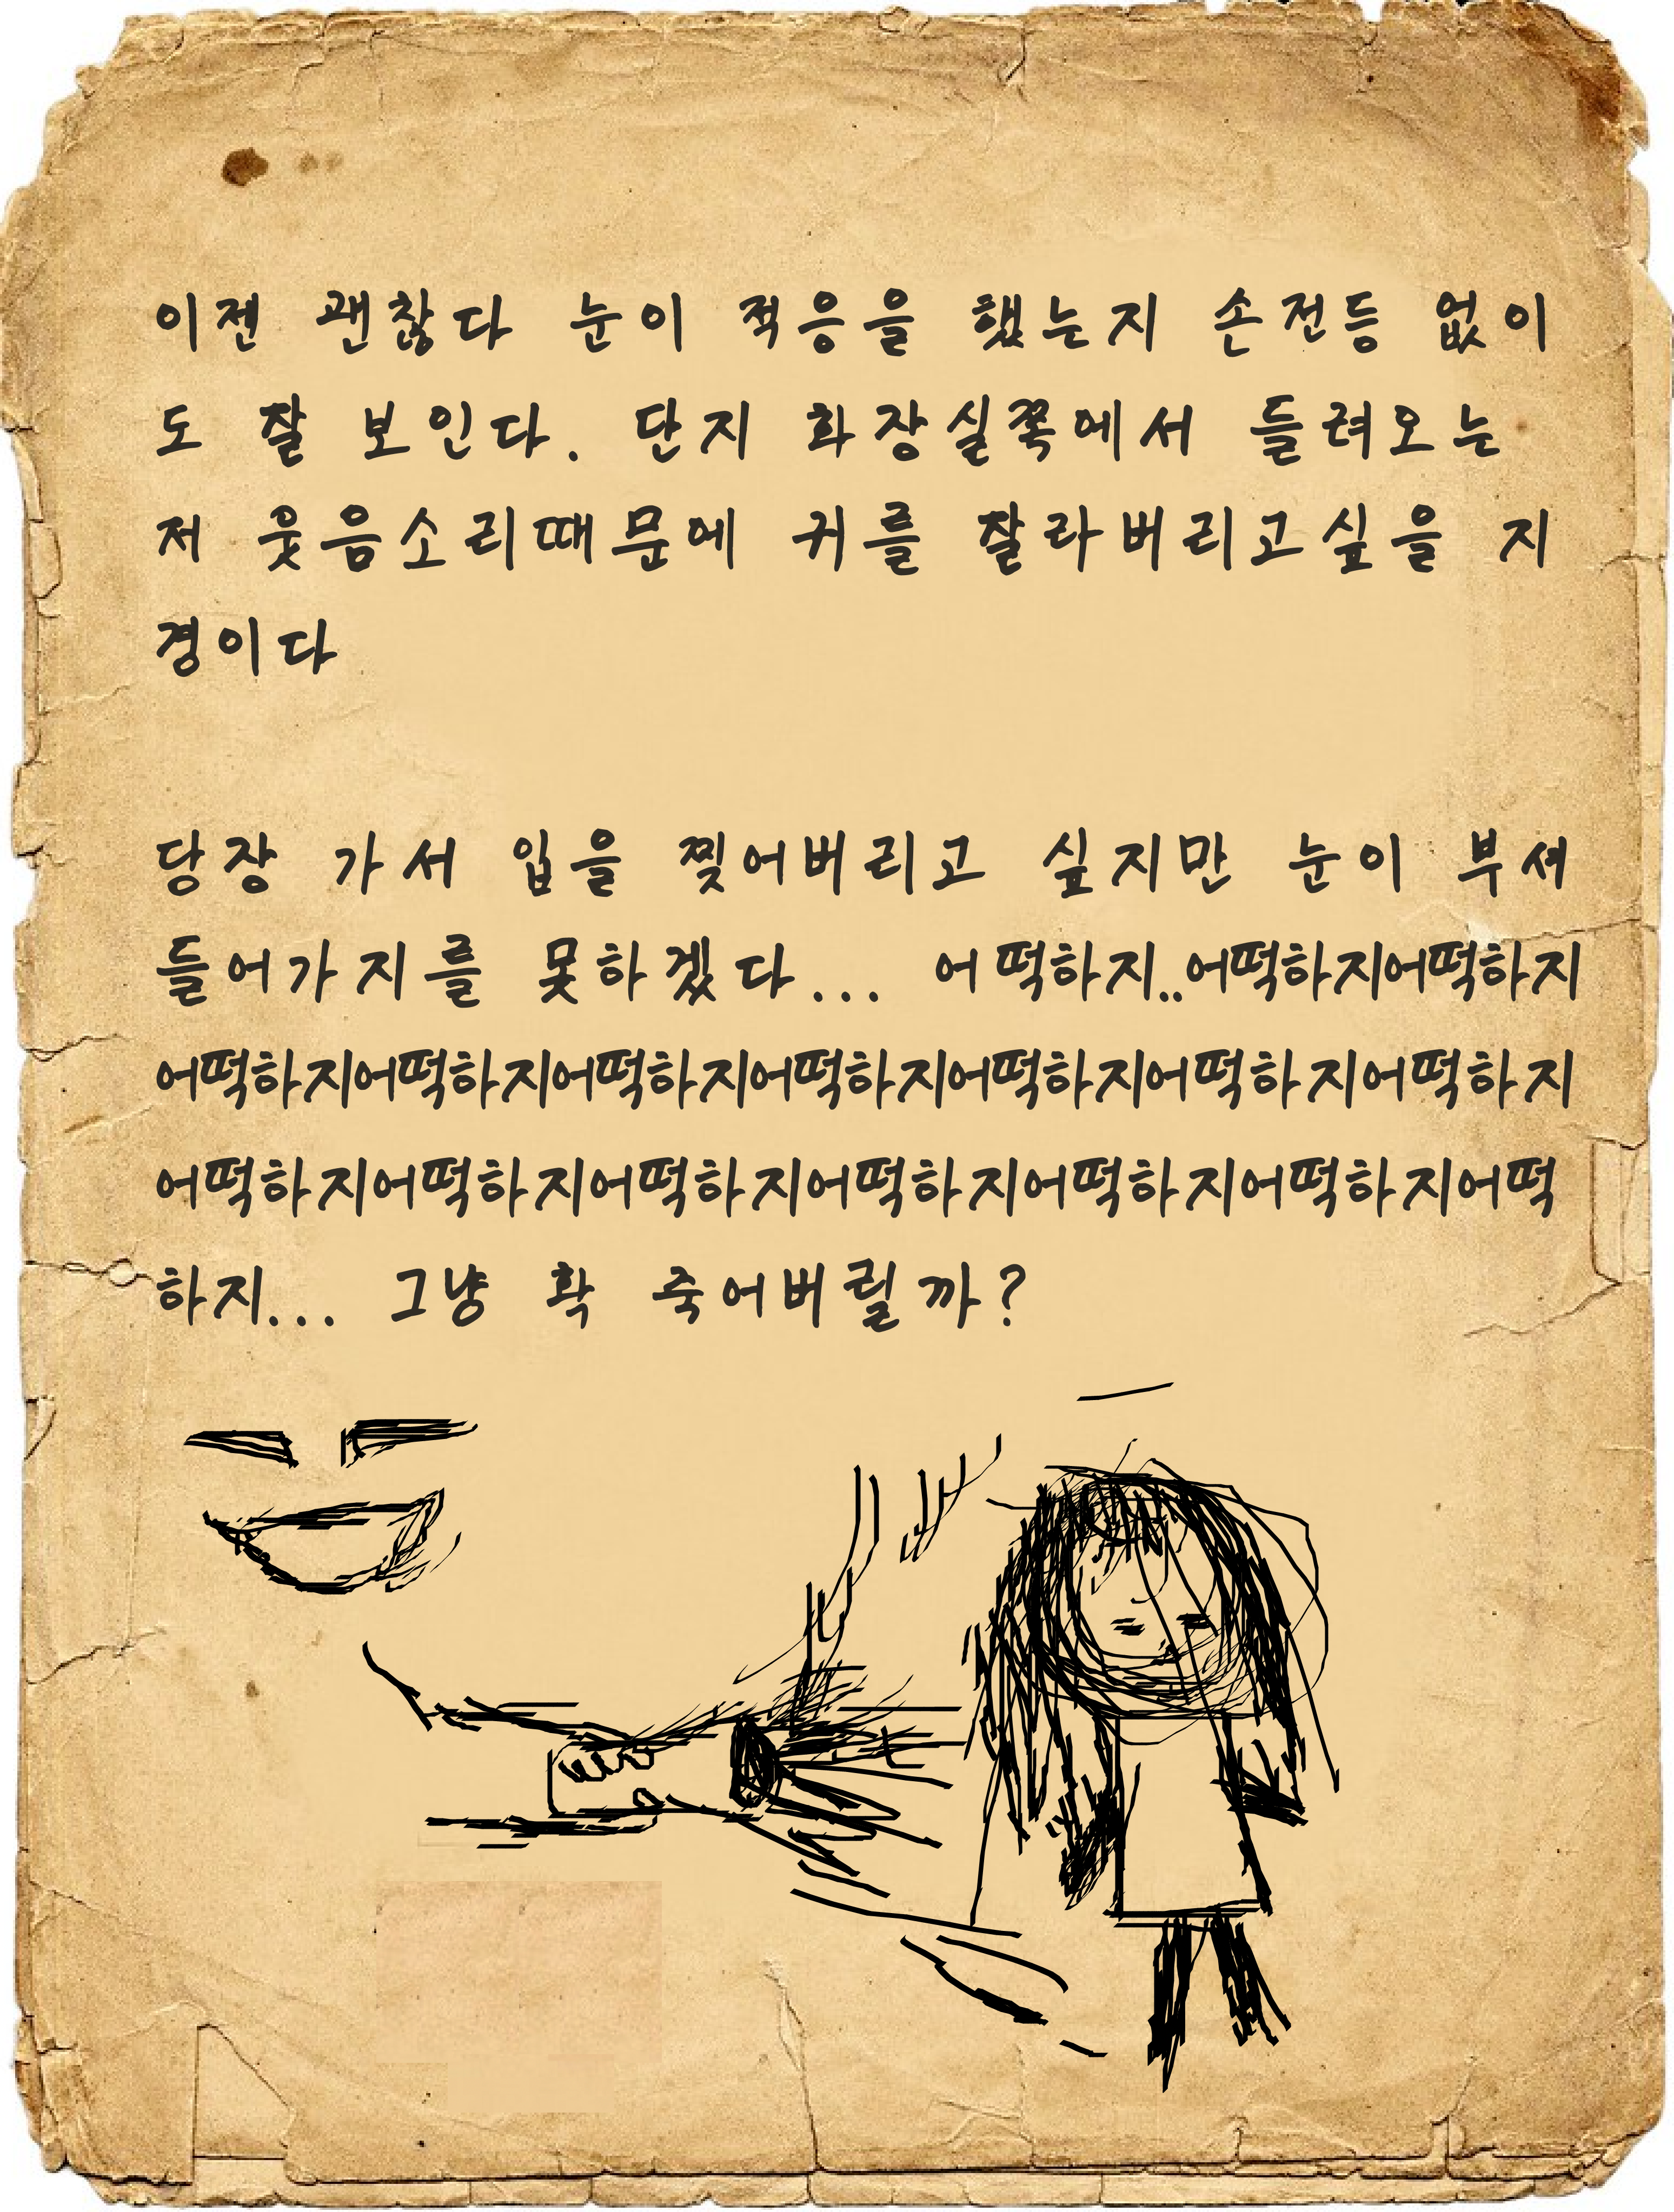 이젠 괜찮다 눈이 적응을 했는지 손전등 없이
도 잘 보인다. 단지 화장실쪽에서 들려오는
저 웃음소리때문에 귀를 잘라버리고싶을 지
경이다
당장 가서 입을 찢어버리고 싶지만 눈이 부셔
들어가지를 못하겠다... 어떡하지..어떡하지어떡하지
어떡하지어떡하지어떡하지어떡하지어떡하지어떡하지어떡하지
어떡하지어떡하지어떡하지어떡하지어떡하지어떡하지어떡
하지... 그냥 확 죽어버릴까?